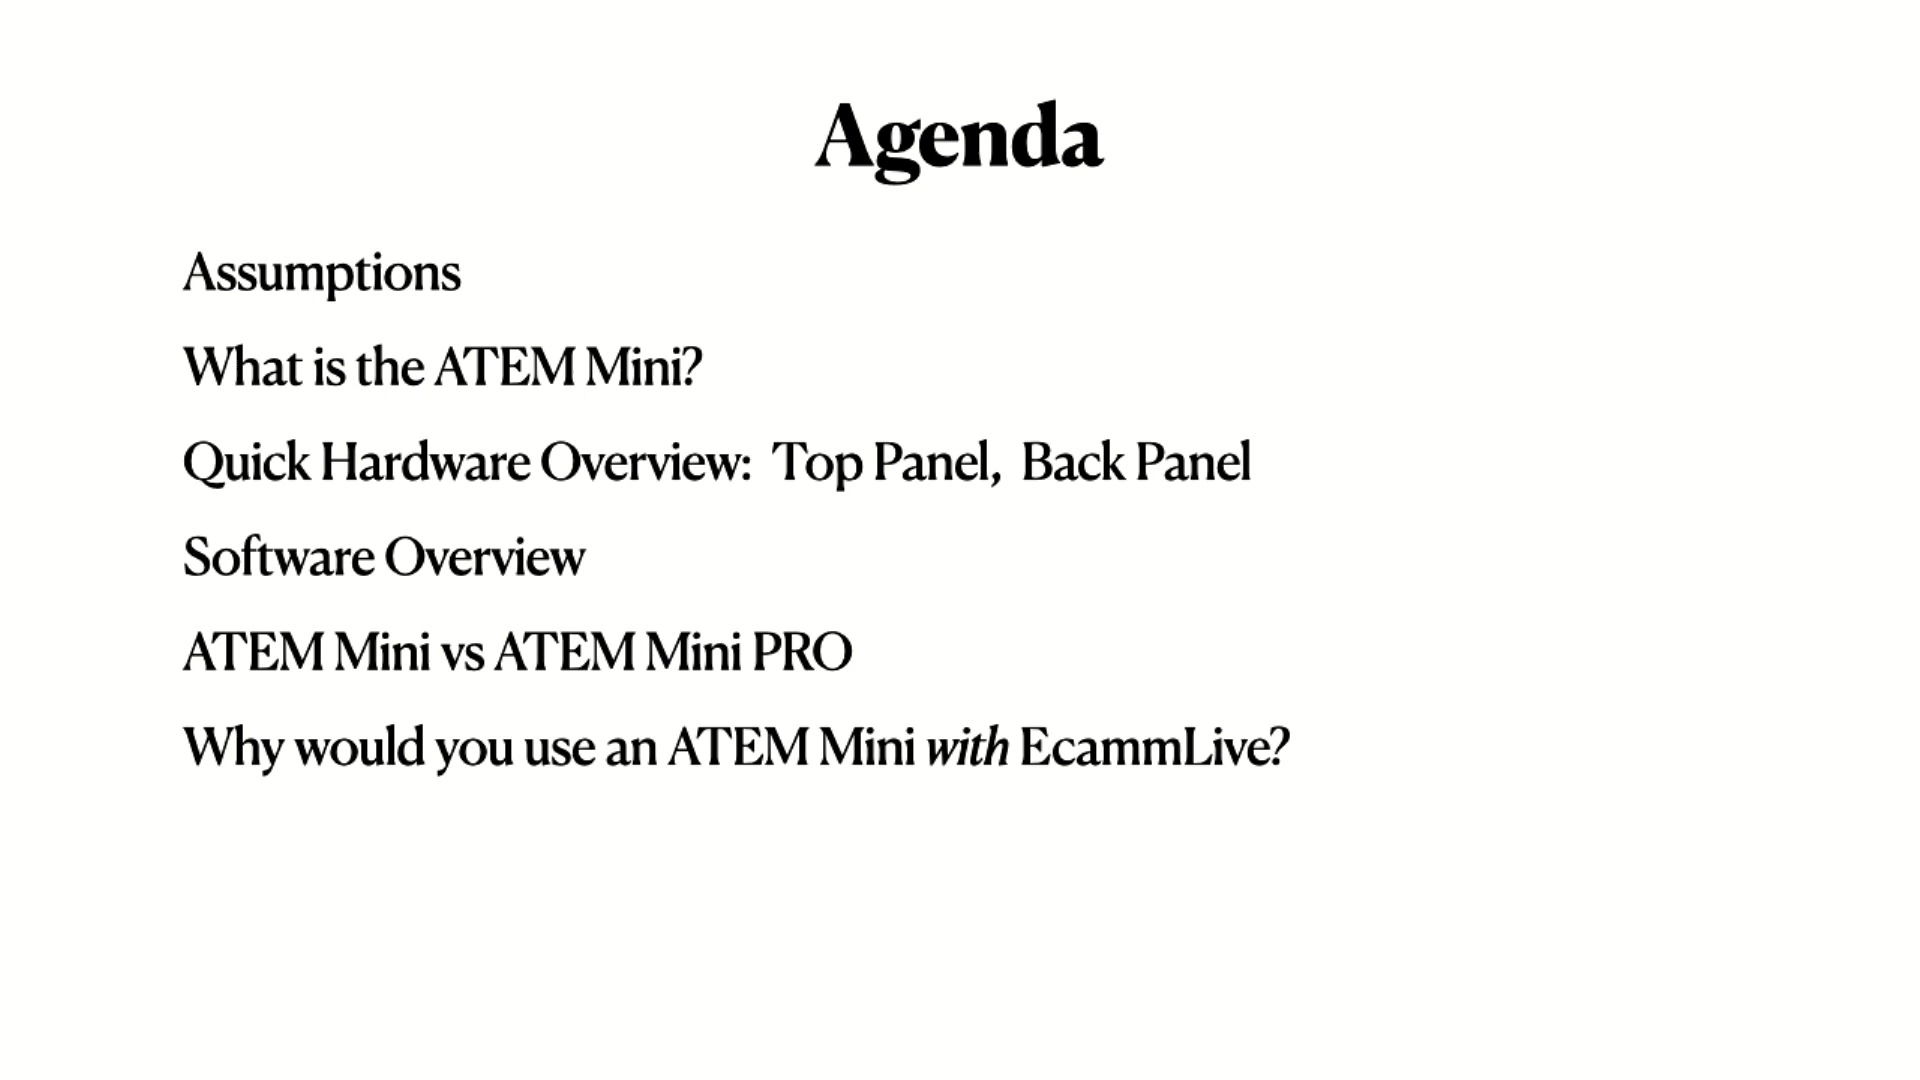 Agenda
Assumptions
What is the ATEM Mini?
Quick Hardware Overview:  Top Panel,  Back Panel
Software Overview
ATEM Mini vs ATEM Mini PRO
Why would you use an ATEM Mini with EcammLive?